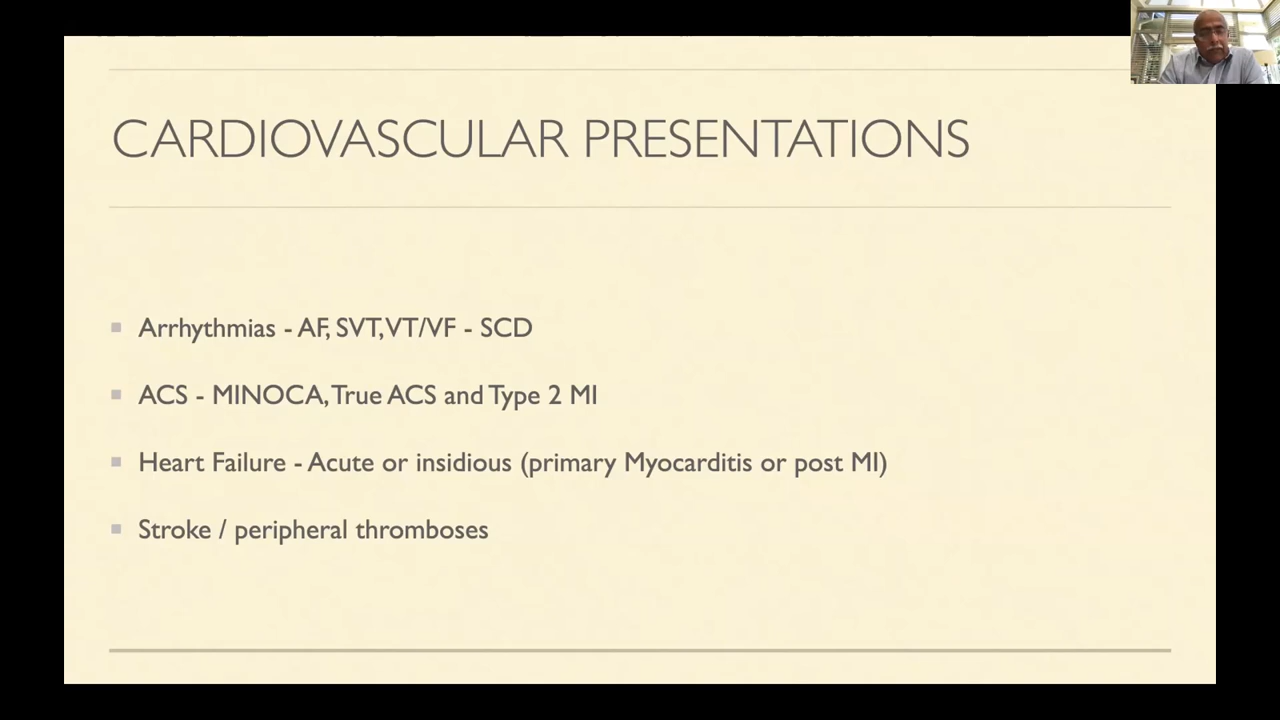 CARDIOVASCULAR PRESENTATIONS
Arrhythmias - AF, SVT, VT/VF - SCD
ACS - MINOCA, True ACS and Type 2 MI
Heart Failure - Acute or insidious (primary Myocarditis or post MI)
Stroke / peripheral thromboses